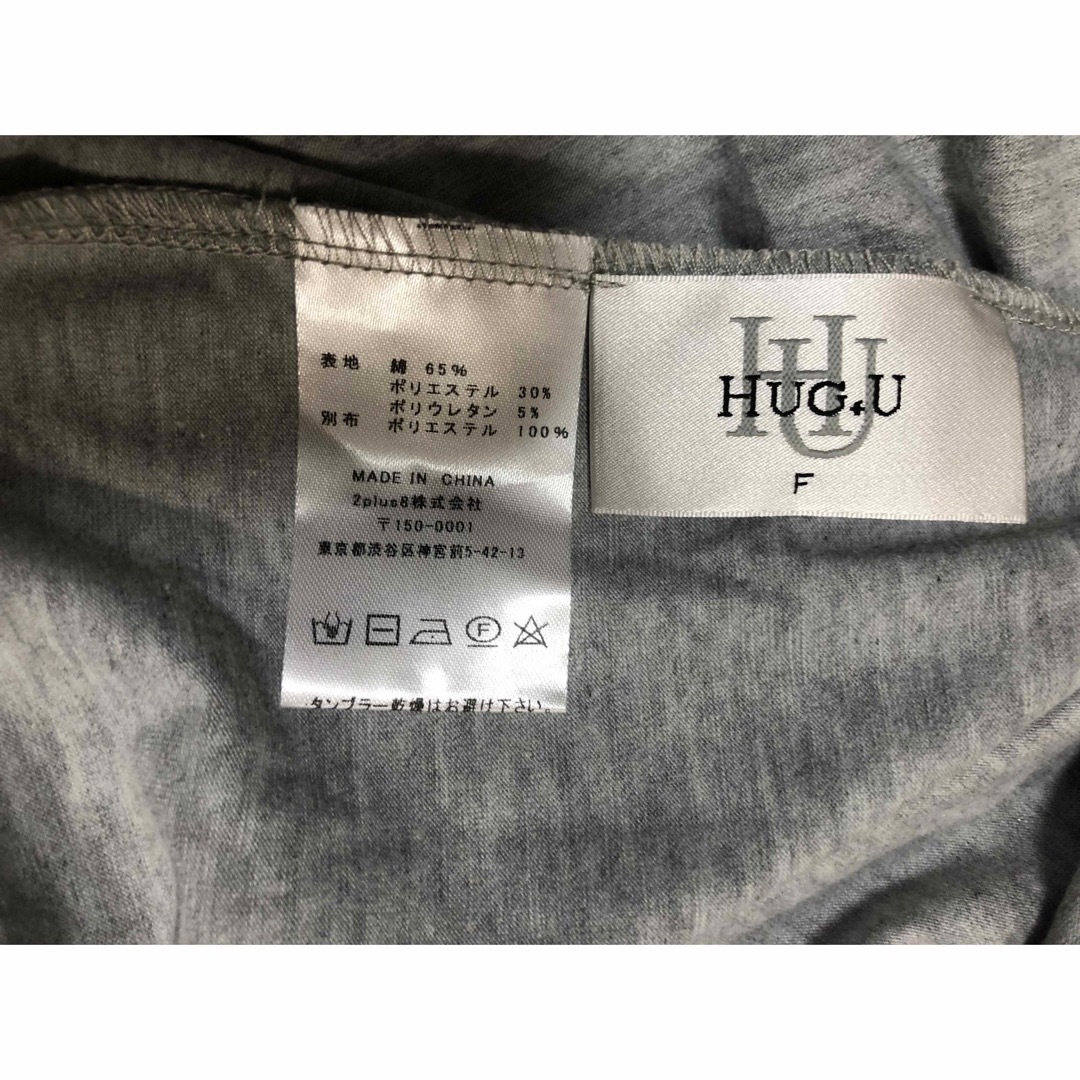 表地 綿 65%
ポリエステル 30%
ポリウレタン 5%
別布 ポリエステル 100%
MADE IN CHINA
2plus8株式会社
〒150-0001
東京都渋谷区神宮前5-42-13
F
タンブラー乾燥はお避け下さい。
HU
HUG.U
F